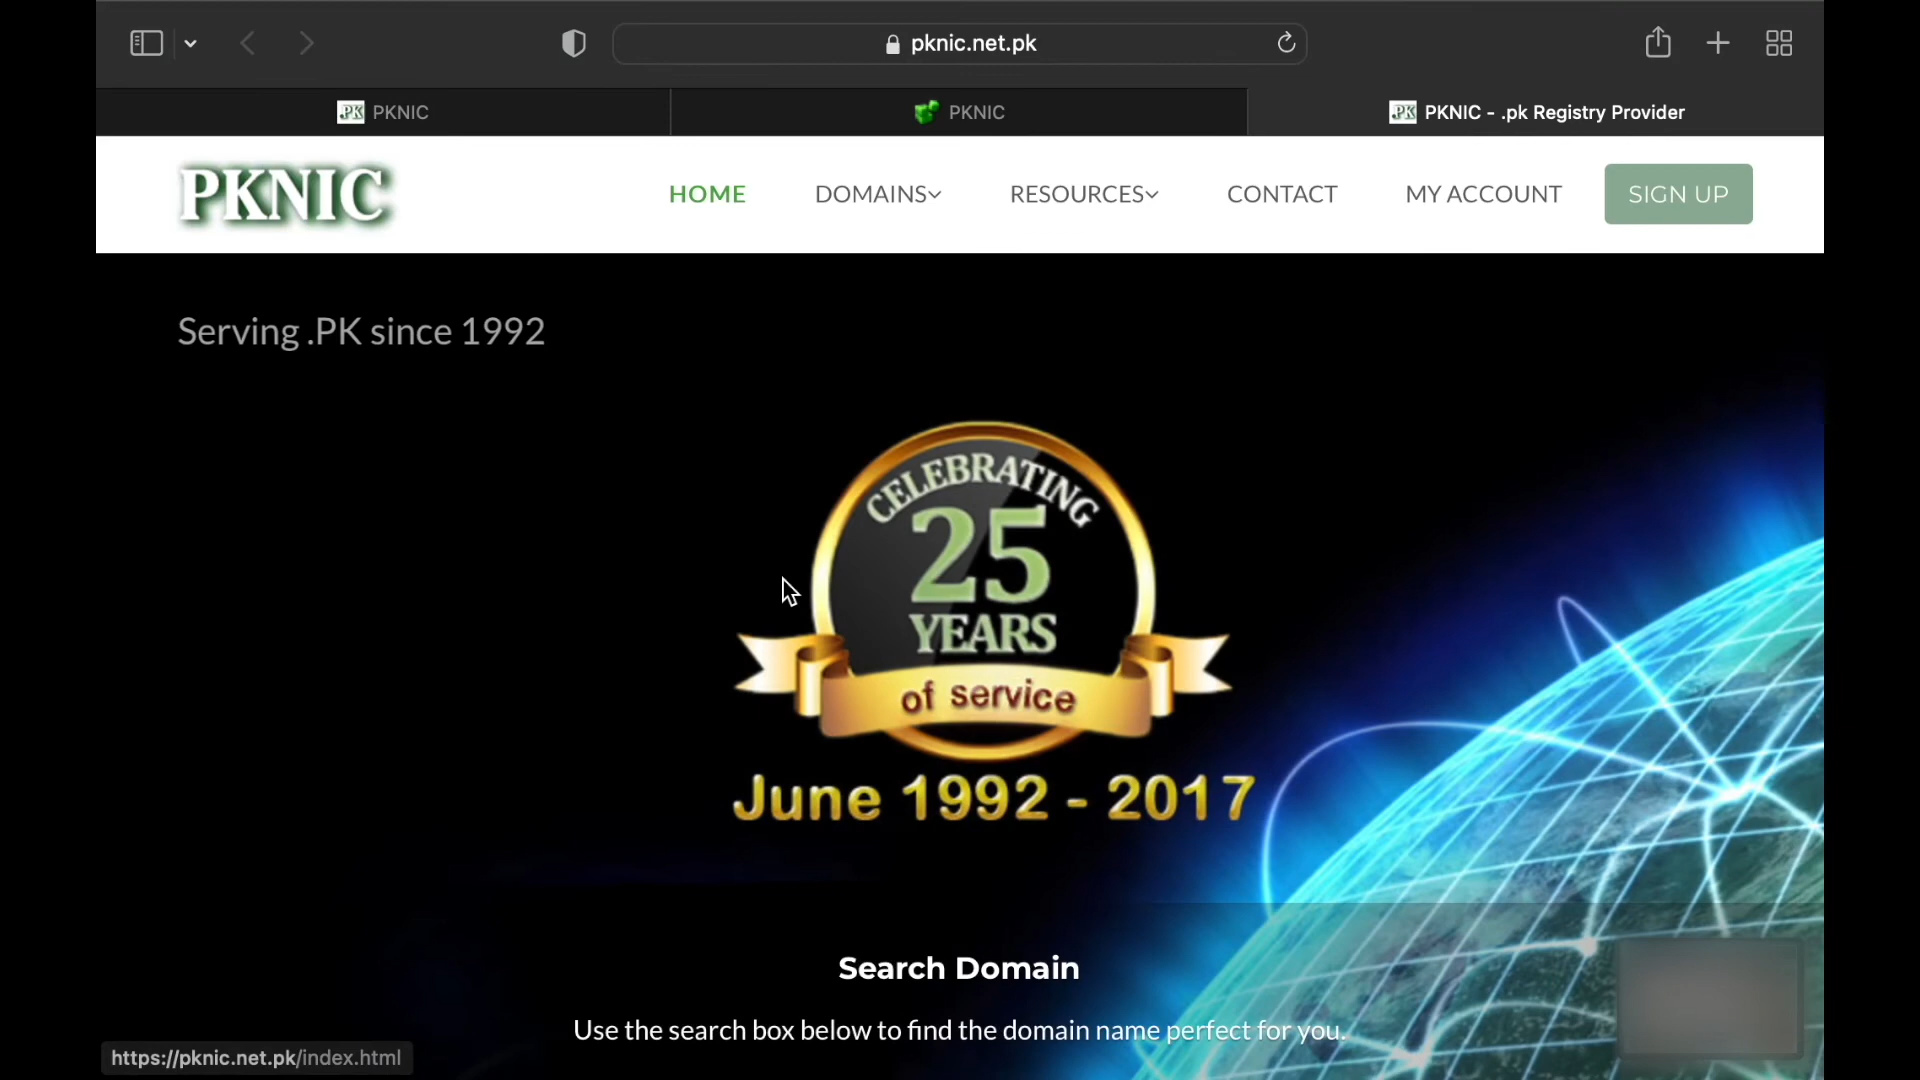 pknic.net.pk
PKNIC
PKNIC
PKNIC - .pk Registry Provider
PKNIC
HOME
DOMAINS
RESOURCES
CONTACT
MY ACCOUNT
SIGN UP
Serving .PK since 1992
CELEBRATING
25
YEARS
of service
June 1992 - 2017
Search Domain
Use the search box below to find the domain name perfect for you.
https://pknic.net.pk/index.html